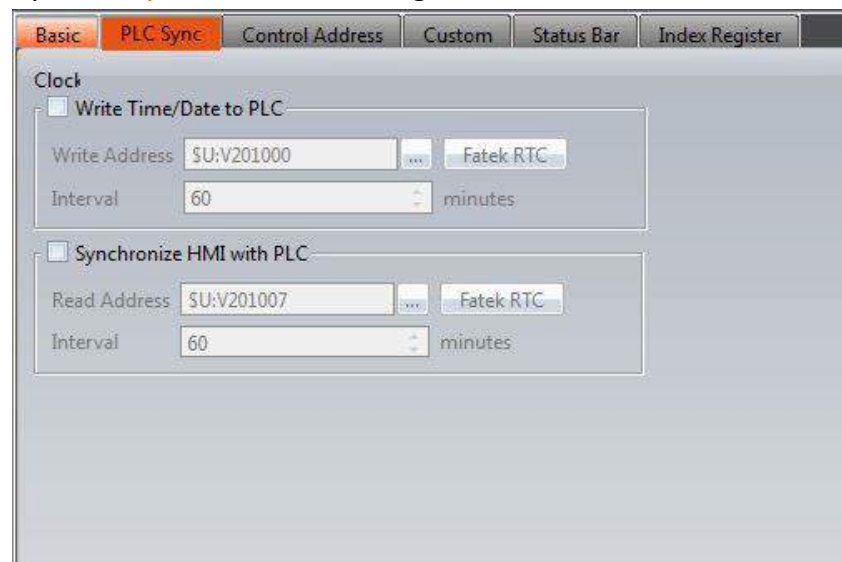 Basic PLC Sync Control Address Custom Status Bar Index Register
Clock
Write Time/Date to PLC
Write Address $U:V201000 ... Fatek RTC
Interval 60 minutes
Synchronize HMI with PLC
Read Address $U:V201007 ... Fatek RTC
Interval 60 minutes